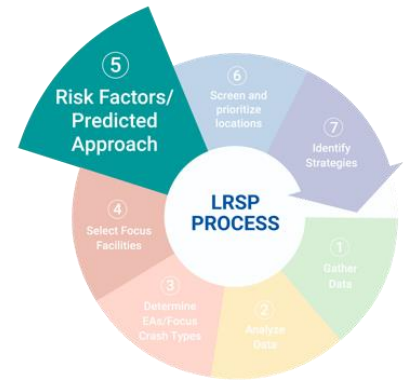 5
Risk Factors/
Predicted
Approach
6
Screen and
prioritize
locations
7
Identify
Strategies
LRSP
PROCESS
4
Select Focus
Facilities
1
Gather
Data
3
Determine
EAs/Focus
Crash Types
2
Analyze
Data